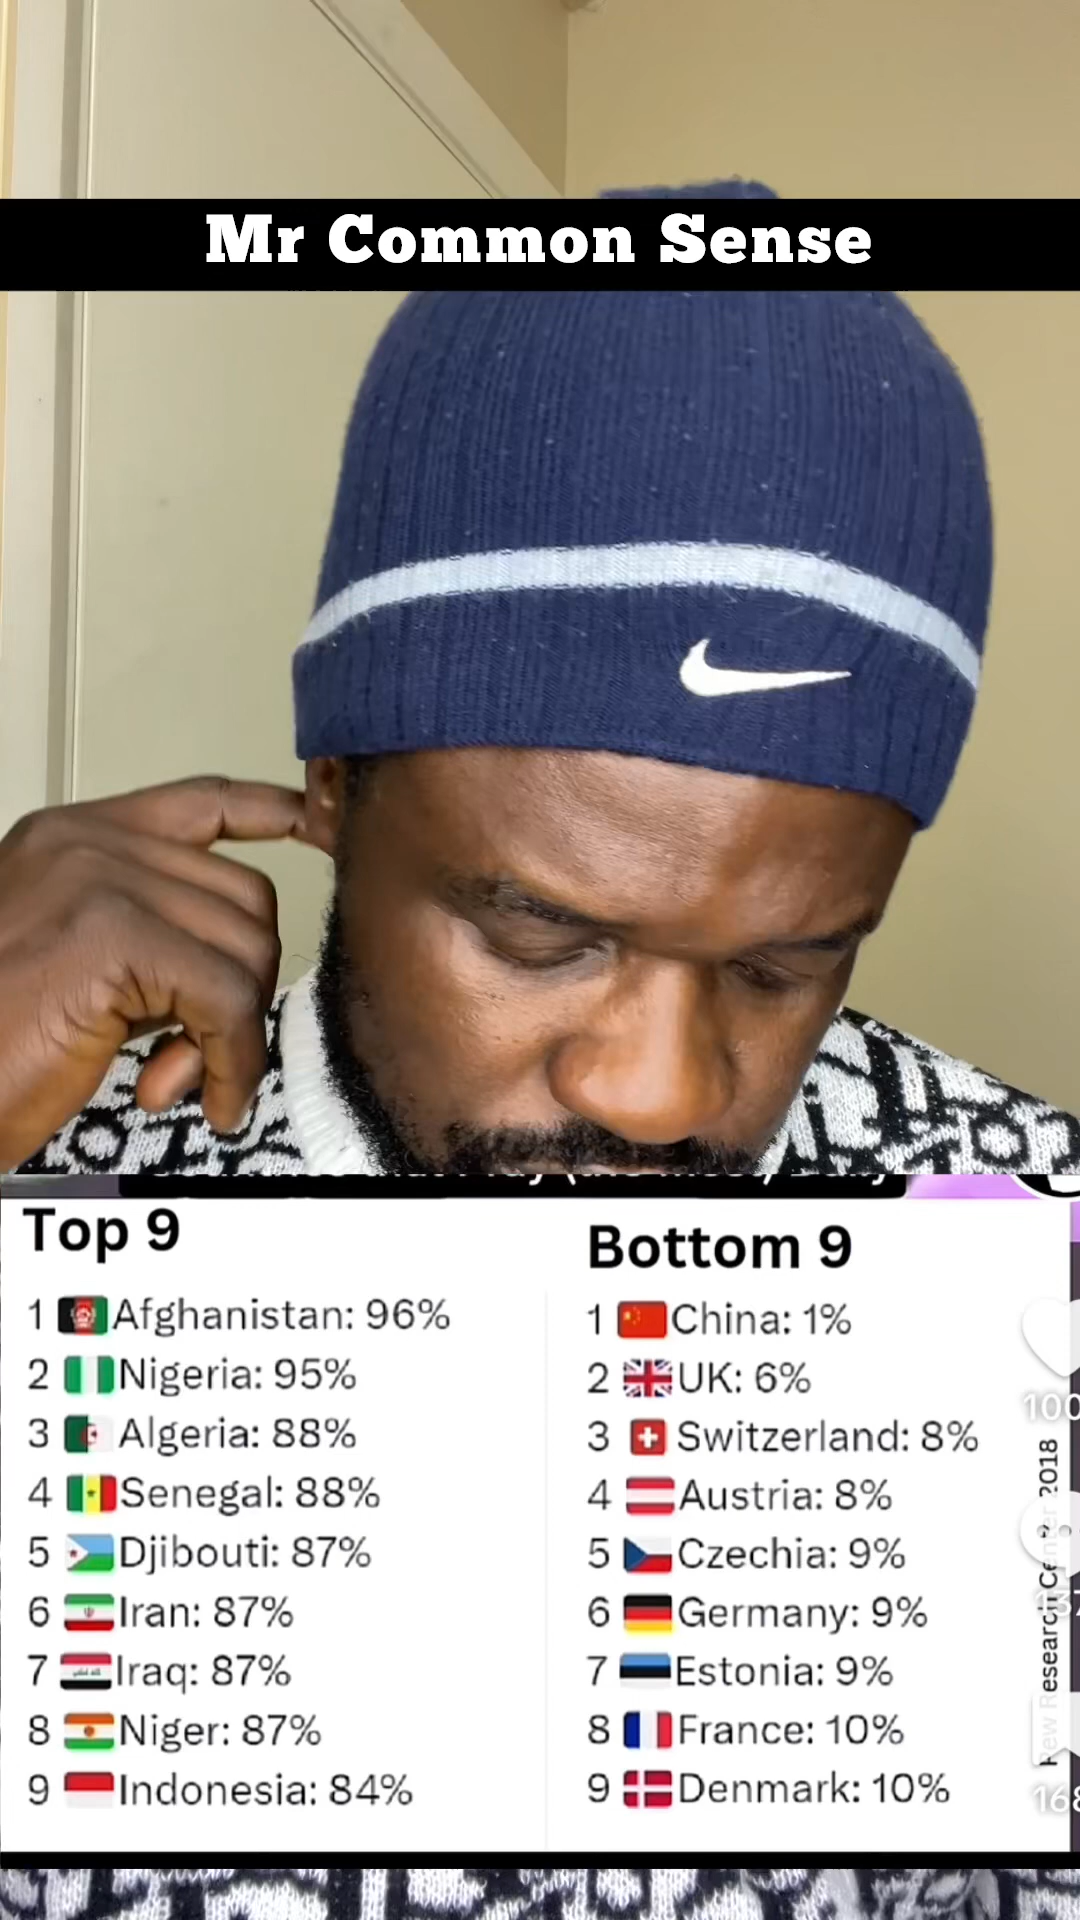 Mr Common Sense
Top 9
1 Afghanistan: 96%
2 Nigeria: 95%
3 Algeria: 88%
4 Senegal: 88%
5 Djibouti: 87%
6 Iran: 87%
7 Iraq: 87%
8 Niger: 87%
9 Indonesia: 84%
Bottom 9
1 China: 1%
2 UK: 6%
3 Switzerland: 8%
4 Austria: 8%
5 Czechia: 9%
6 Germany: 9%
7 Estonia: 9%
8 France: 10%
9 Denmark: 10%
Pew Research Center 2018